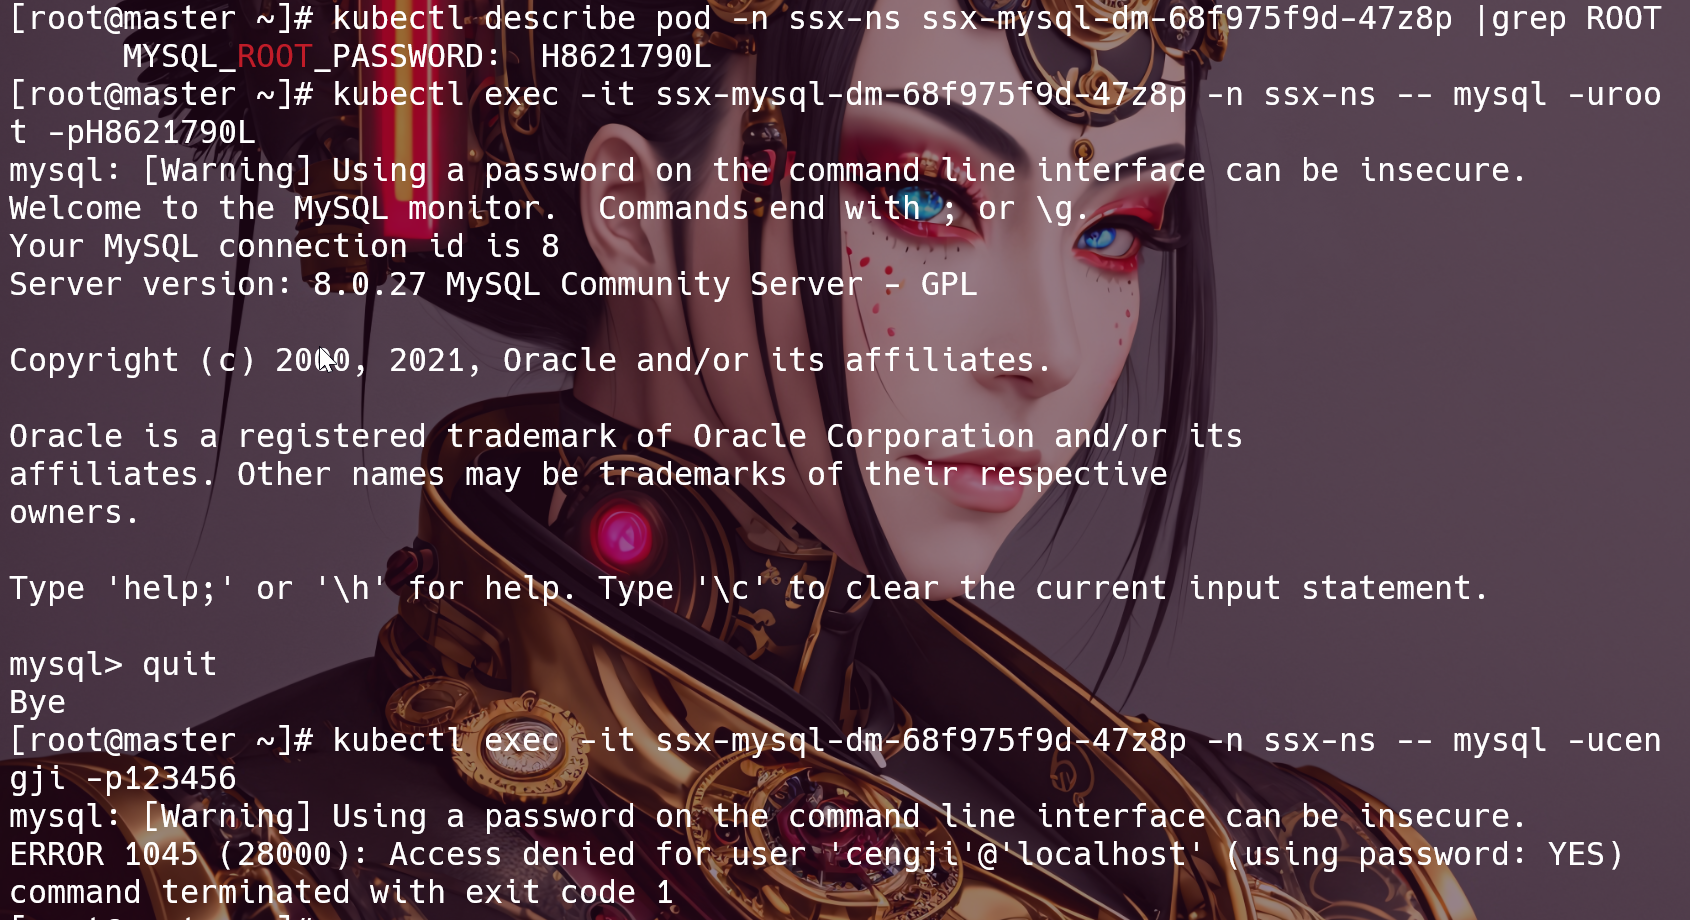 [root@master ~]# kubectl describe pod -n ssx-ns ssx-mysql-dm-68f975f9d-47z8p |grep ROOT
      MYSQL_ROOT_PASSWORD:  H8621790L
[root@master ~]# kubectl exec -it ssx-mysql-dm-68f975f9d-47z8p -n ssx-ns -- mysql -uroo
t -pH8621790L
mysql: [Warning] Using a password on the command line interface can be insecure.
Welcome to the MySQL monitor.  Commands end with ; or \g.
Your MySQL connection id is 8
Server version: 8.0.27 MySQL Community Server - GPL

Copyright (c) 2000, 2021, Oracle and/or its affiliates.

Oracle is a registered trademark of Oracle Corporation and/or its
affiliates. Other names may be trademarks of their respective
owners.

Type 'help;' or '\h' for help. Type '\c' to clear the current input statement.

mysql> quit
Bye
[root@master ~]# kubectl exec -it ssx-mysql-dm-68f975f9d-47z8p -n ssx-ns -- mysql -ucen
gji -p123456
mysql: [Warning] Using a password on the command line interface can be insecure.
ERROR 1045 (28000): Access denied for user 'cengji'@'localhost' (using password: YES)
command terminated with exit code 1